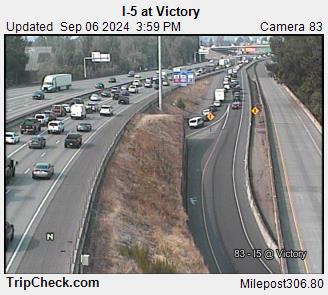 I-5 at Victory
Updated Sep 06 2024 3:59 PM Camera 83
N
83 - I5 @ Victory
TripCheck.com Milepost306.80